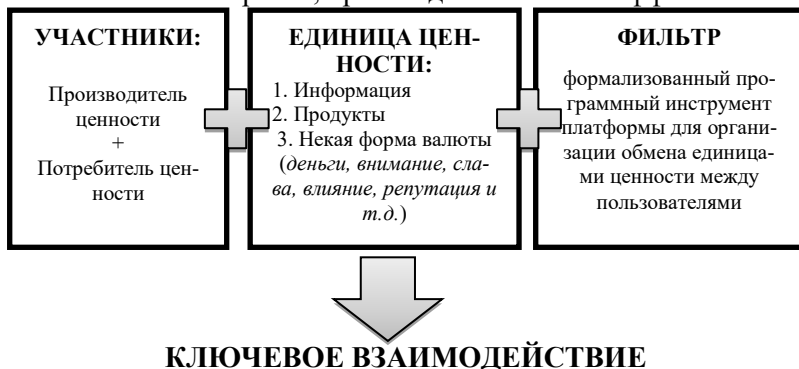 УЧАСТНИКИ:
Производитель
ценности
+
Потребитель цен-
ности
ЕДИНИЦА ЦЕН-
НОСТИ:
1. Информация
2. Продукты
3. Некая форма валюты
(деньги, внимание, сла-
ва, влияние, репутация и
т.д.)
ФИЛЬТР
формализованный про-
граммный инструмент
платформы для органи-
зации обмена единица-
ми ценности между
пользователями
КЛЮЧЕВОЕ ВЗАИМОДЕЙСТВИЕ